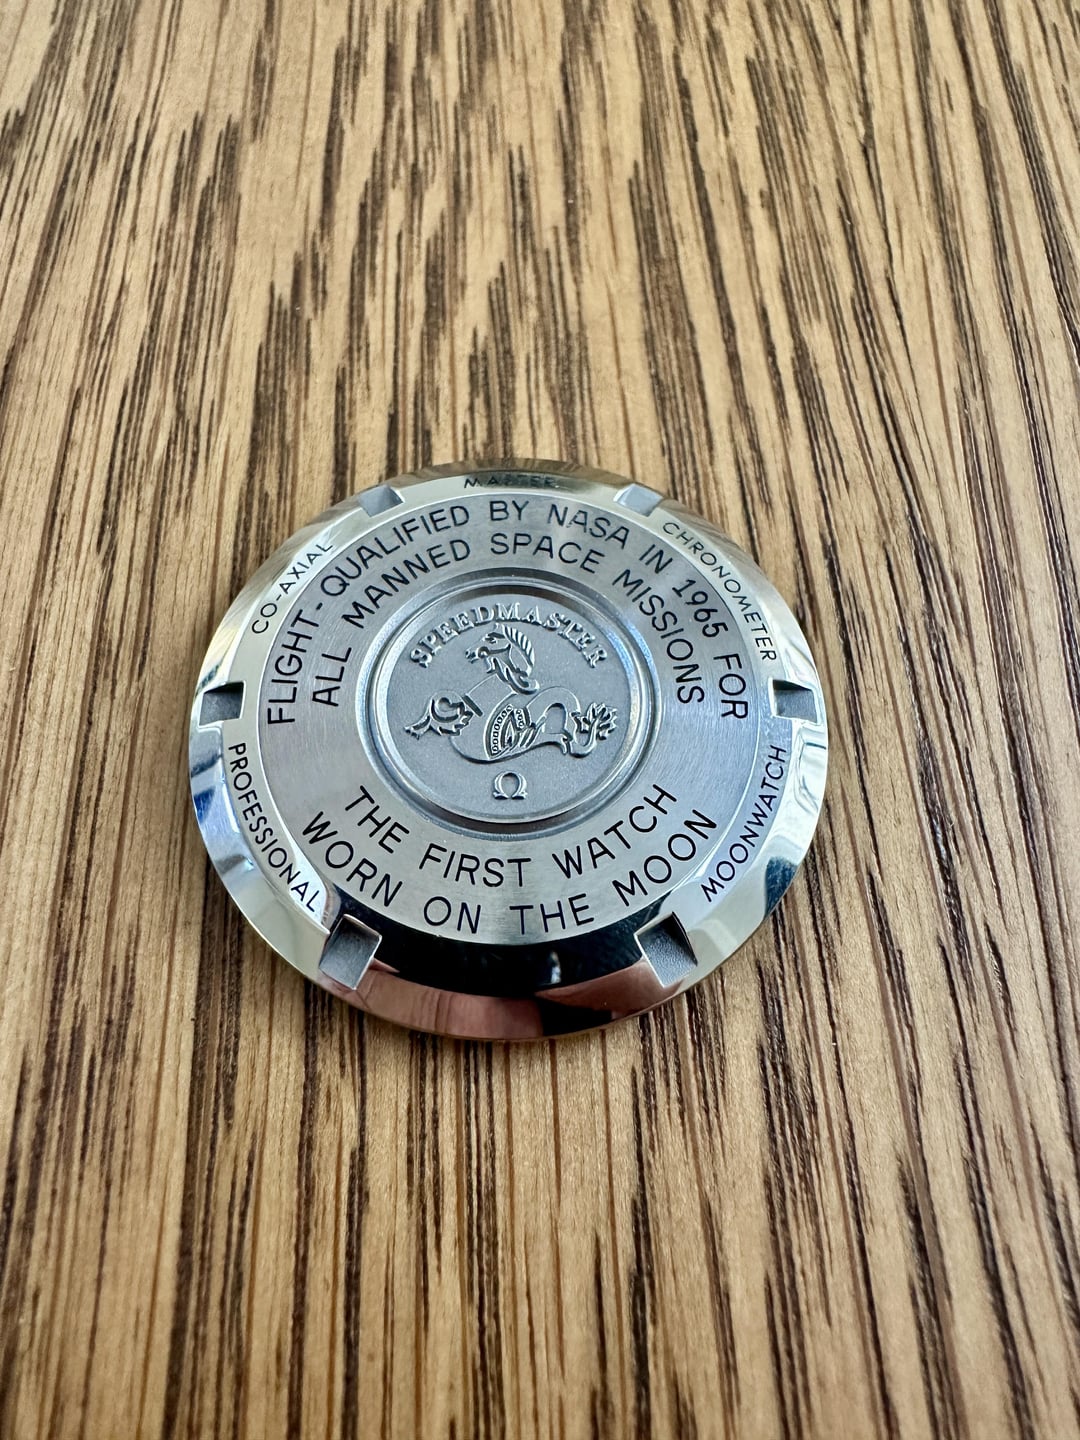 CO-AXIAL
MASTER
CHRONOMETER
FLIGHT-QUALIFIED BY NASA IN 1965 FOR
ALL MANNED SPACE MISSIONS
SPEEDMASTER
Ω
THE FIRST WATCH
WORN ON THE MOON
PROFESSIONAL
MOONWATCH